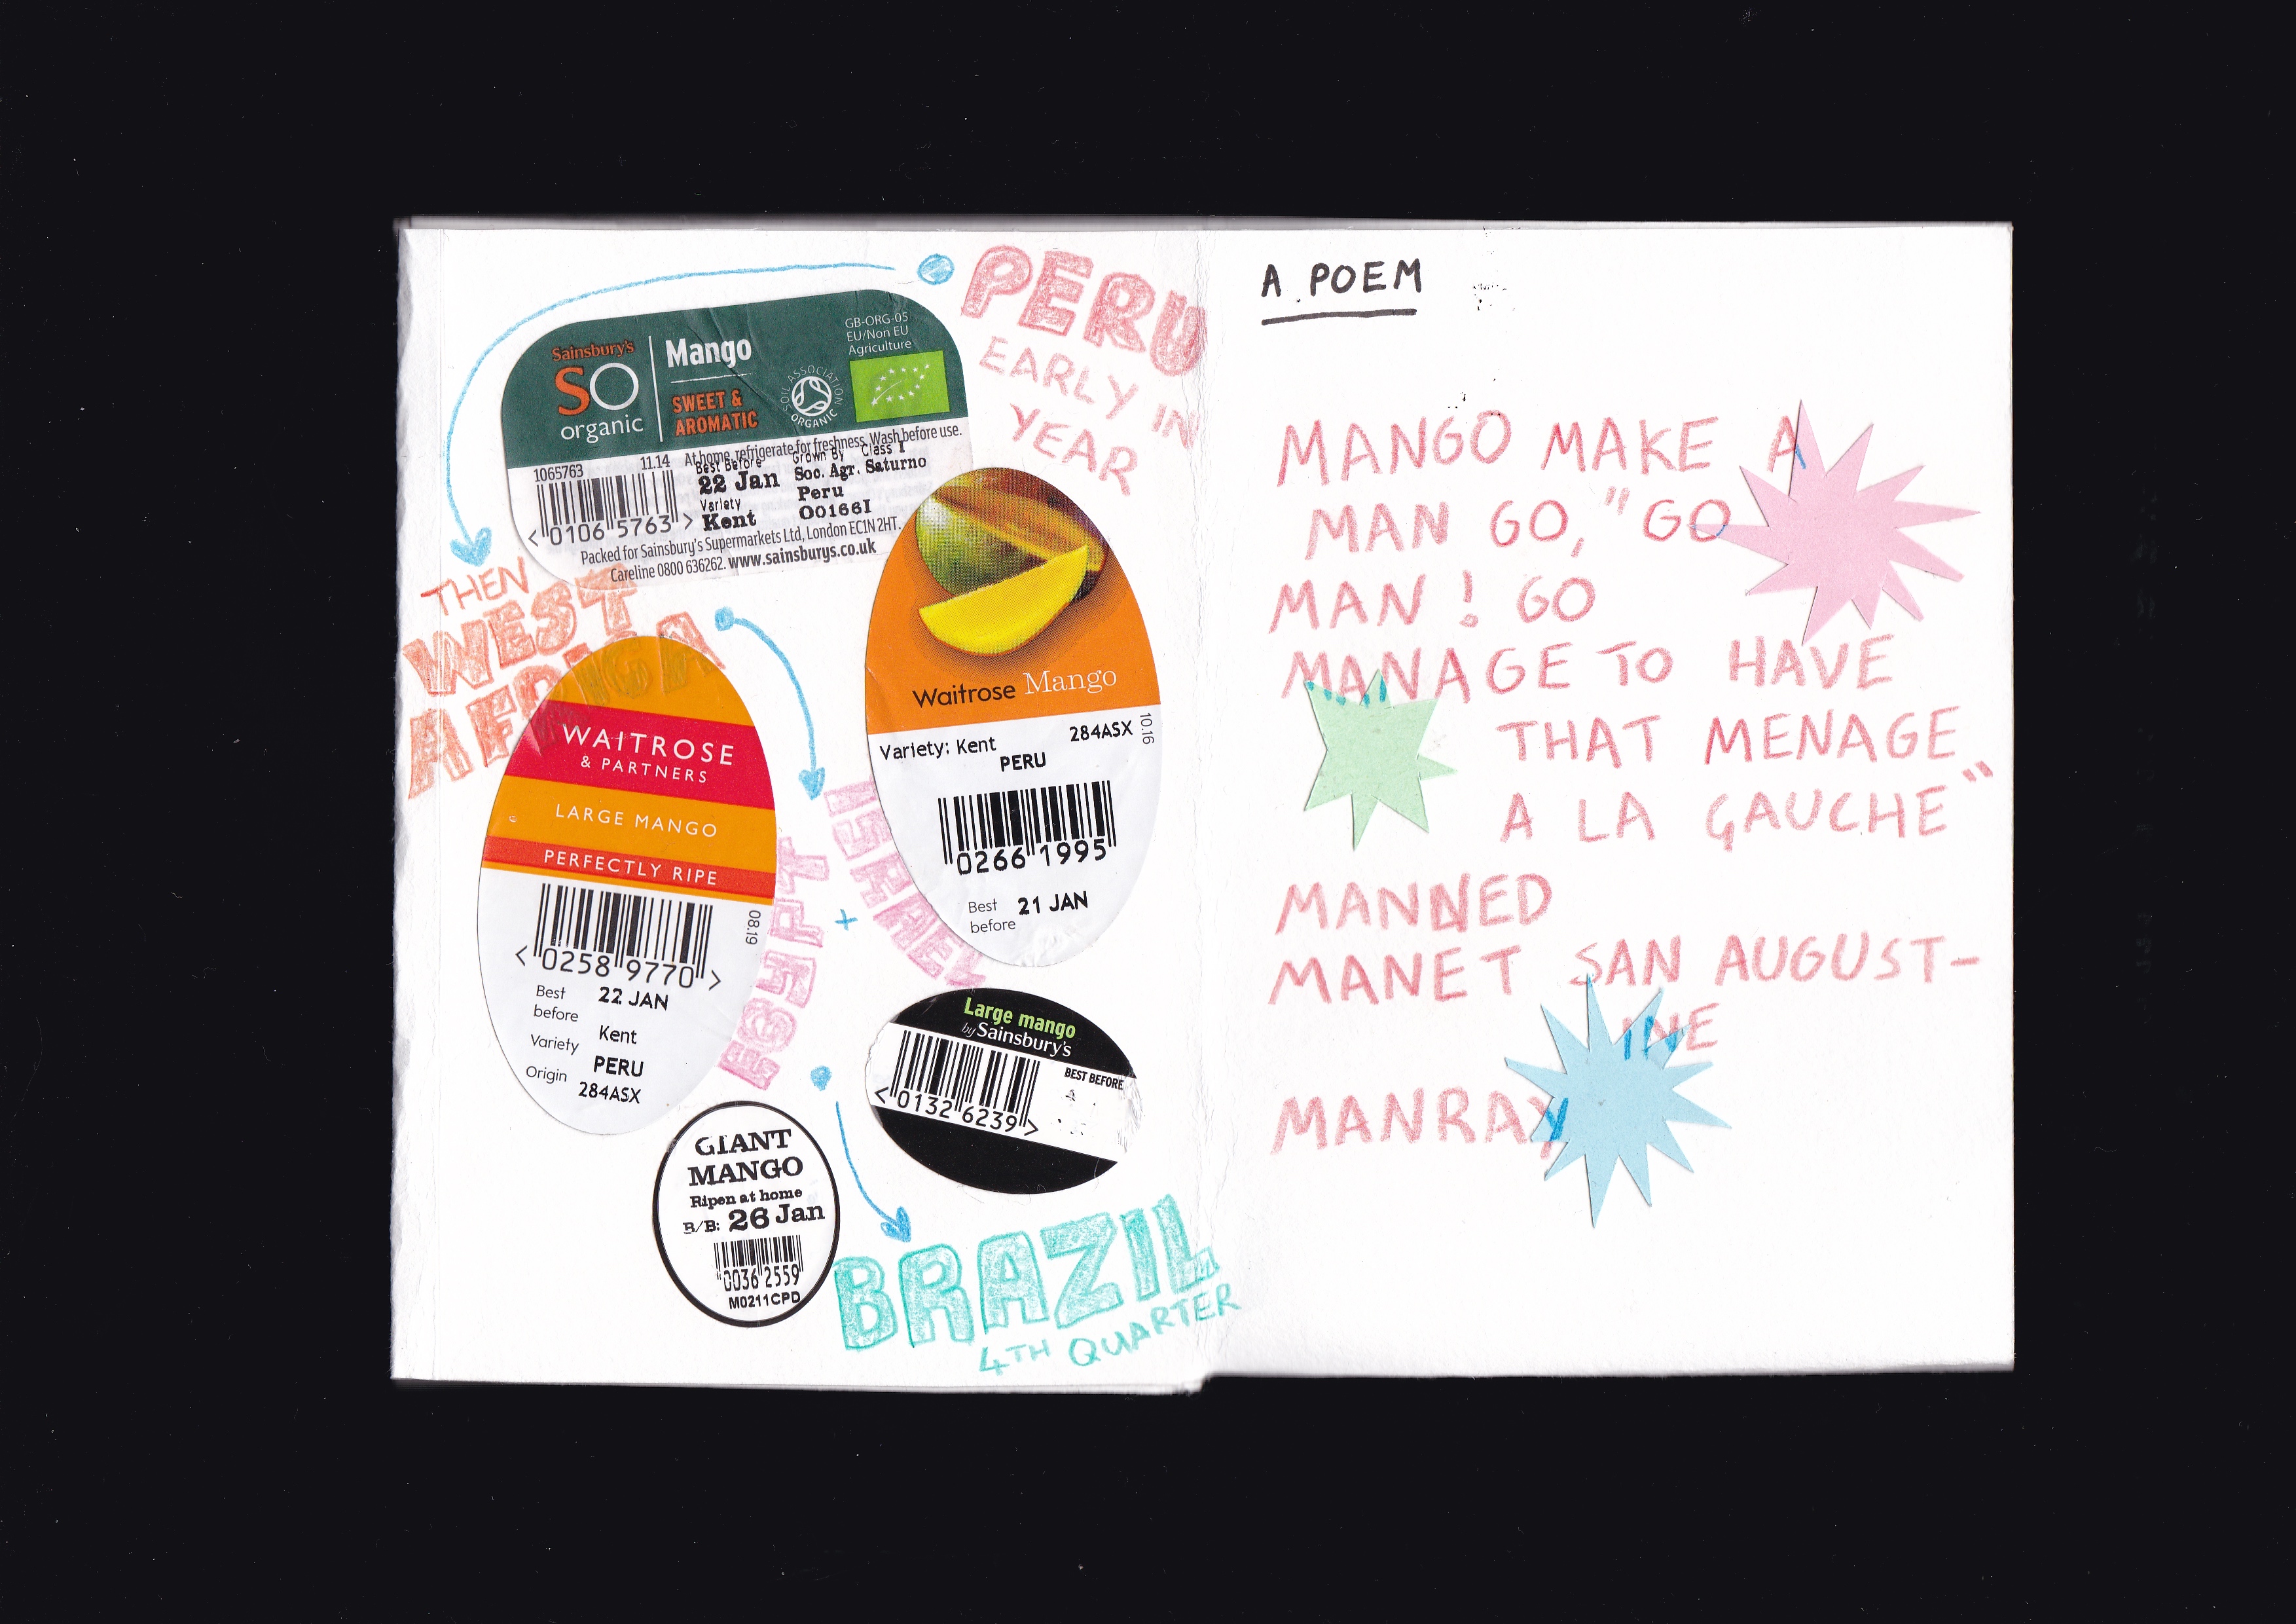 PERU
EARLY IN
YEAR
Sainsbury's
SO
organic
Mango
SWEET &
AROMATIC
SOIL ASSOCIATION
ORGANIC
GB-ORG-05
EU/Non EU
Agriculture
At home, refrigerate for freshness. Wash before use.
1065763
11.14
Best Before
22 Jan
Variety
Kent
Grown By
Class I
Soc. Agr. Saturno
Peru
OO166I
<0106 5763>
Packed for Sainsbury's Supermarkets Ltd, London EC1N 2HT.
Careline 0800 636262. www.sainsburys.co.uk
THEN
WEST
AFRICA
Waitrose Mango
Variety: Kent
284ASX
10.16
PERU
0266 1995
Best
before
21 JAN
WAITROSE
& PARTNERS
LARGE MANGO
PERFECTLY RIPE
<0258 9770>
08.19
Best
before
22 JAN
Variety
Kent
Origin
PERU
284ASX
EGYPT
+
ISRAEL
Large mango
by Sainsbury's
<0132 6239>
BEST BEFORE
GIANT
MANGO
Ripen at home
B/B: 26 Jan
0036 2559
M0211CPD
BRAZIL
4TH QUARTER
A POEM
MANGO MAKE A
MAN GO, "GO
MAN! GO
MANAGE TO HAVE
THAT MENAGE
A LA GAUCHE"
MANNED
MANET SAN AUGUST-
INE
MANRAY